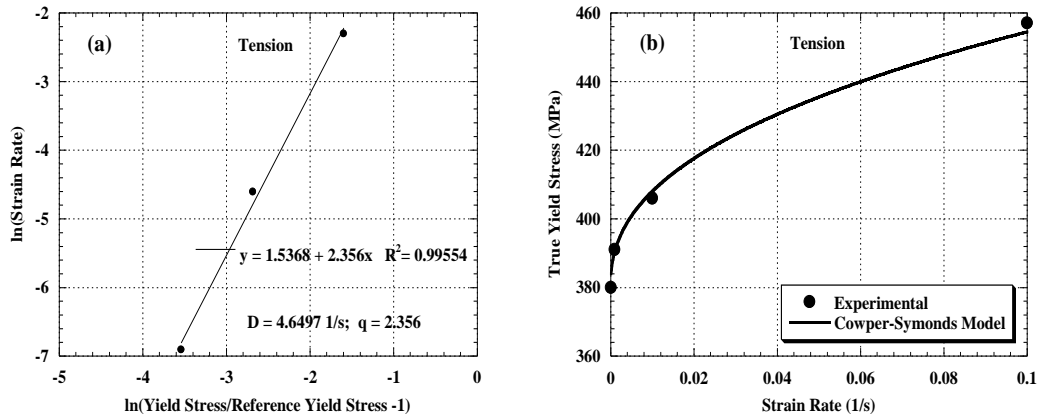 (a)
Tension
ln(Strain Rate)
-2
-3
-4
-5
-6
-7
y = 1.5368 + 2.356x R²= 0.99554
D = 4.6497 1/s; q = 2.356
-5
-4
-3
-2
-1
0
ln(Yield Stress/Reference Yield Stress -1)
(b)
Tension
True Yield Stress (MPa)
460
440
420
400
380
360
Experimental
Cowper-Symonds Model
0
0.02
0.04
0.06
0.08
0.1
Strain Rate (1/s)